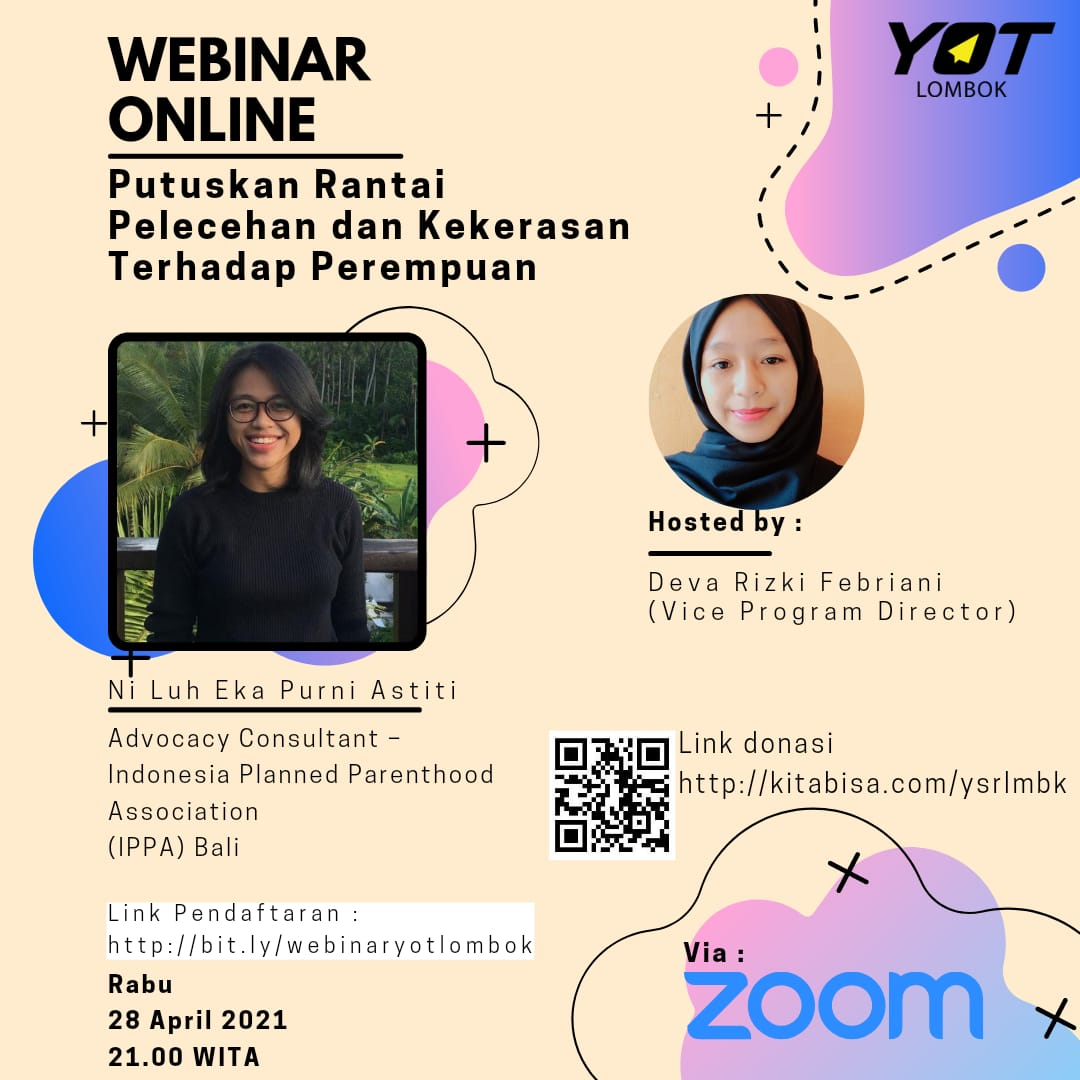 WEBINAR
ONLINE
Putuskan Rantai
Pelecehan dan Kekerasan
Terhadap Perempuan
YOT
LOMBOK
Hosted by :
Deva Rizki Febriani
(Vice Program Director)
Ni Luh Eka Purni Astiti
Advocacy Consultant –
Indonesia Planned Parenthood
Association
(IPPA) Bali
Link donasi
http://kitabisa.com/ysrlmbk
Link Pendaftaran :
http://bit.ly/webinaryotlombok
Rabu
28 April 2021
21.00 WITA
Via :
zoom